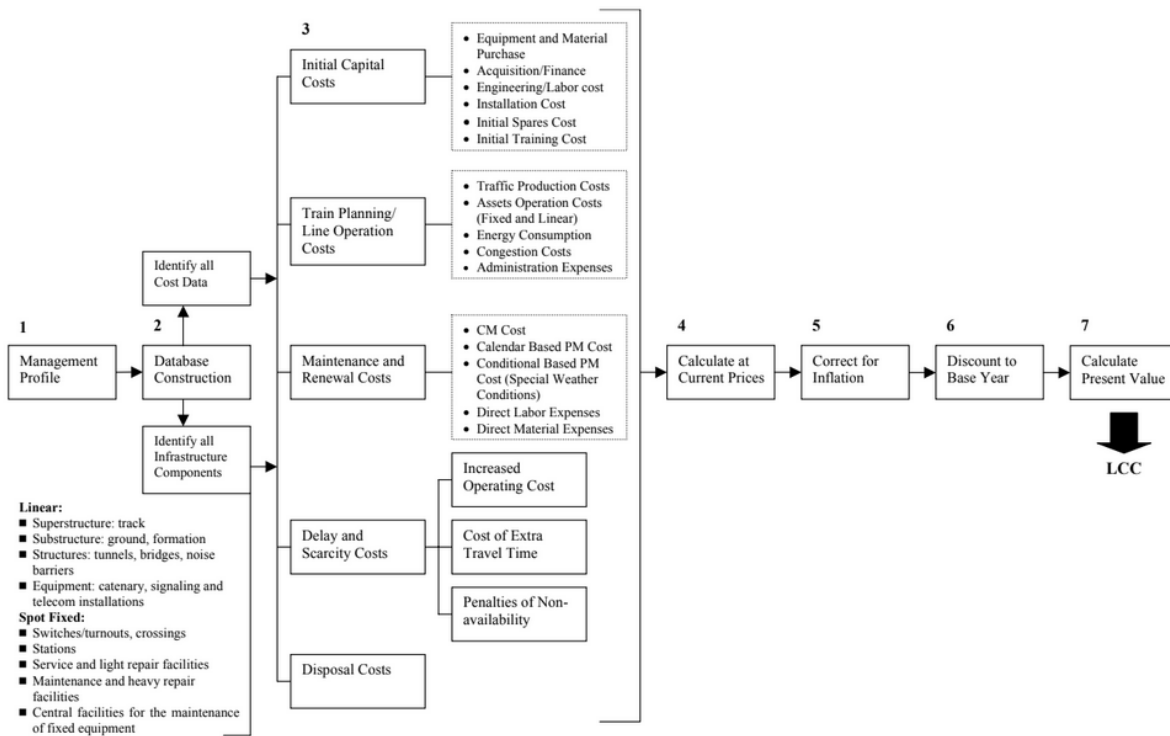 1
Management
Profile
2
Database
Construction
Identify all
Cost Data
Identify all
Infrastructure
Components
Linear:
■ Superstructure: track
■ Substructure: ground, formation
■ Structures: tunnels, bridges, noise
barriers
■ Equipment: catenary, signaling and
telecom installations
Spot Fixed:
■ Switches/turnouts, crossings
■ Stations
■ Service and light repair facilities
■ Maintenance and heavy repair
facilities
■ Central facilities for the maintenance
of fixed equipment
3
Initial Capital
Costs
• Equipment and Material
Purchase
• Acquisition/Finance
• Engineering/Labor cost
• Installation Cost
• Initial Spares Cost
• Initial Training Cost
Train Planning/
Line Operation
Costs
• Traffic Production Costs
• Assets Operation Costs
(Fixed and Linear)
• Energy Consumption
• Congestion Costs
• Administration Expenses
Maintenance and
Renewal Costs
• CM Cost
• Calendar Based PM Cost
• Conditional Based PM
Cost (Special Weather
Conditions)
• Direct Labor Expenses
• Direct Material Expenses
Delay and
Scarcity Costs
Increased
Operating Cost
Cost of Extra
Travel Time
Penalties of Non-
availability
Disposal Costs
4
Calculate at
Current Prices
5
Correct for
Inflation
6
Discount to
Base Year
7
Calculate
Present Value
LCC